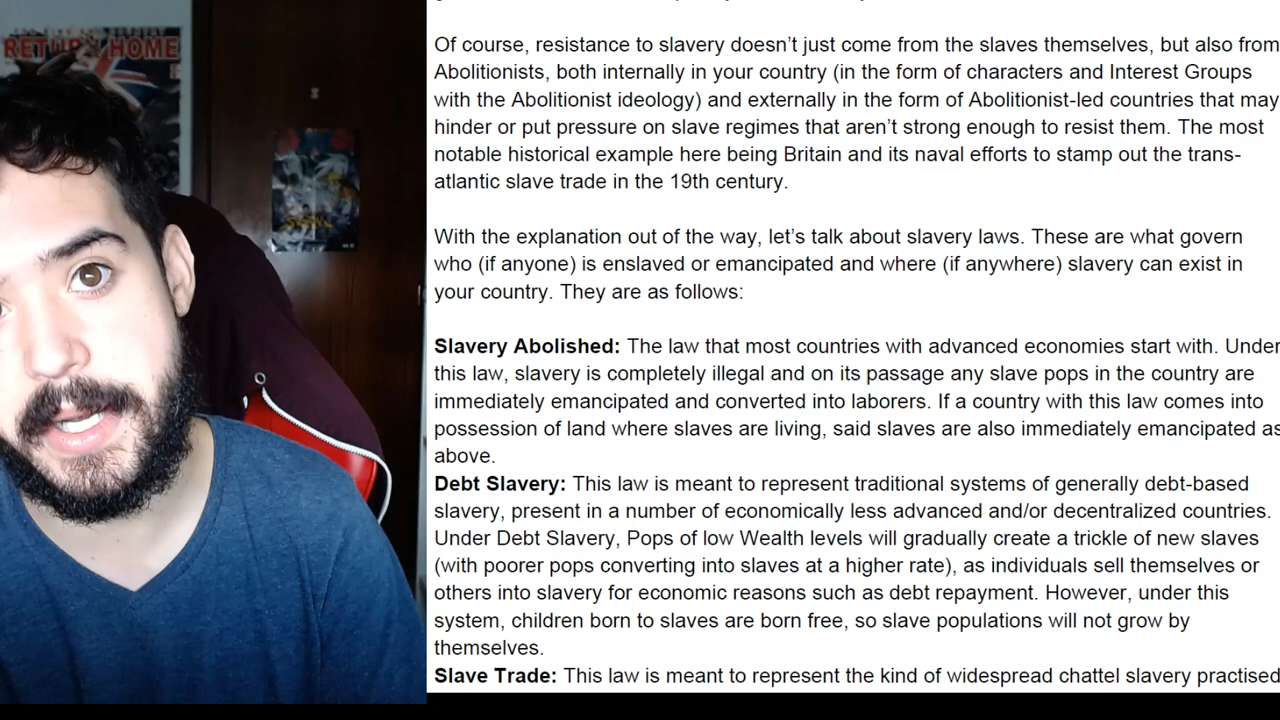 RETURN HOME
Of course, resistance to slavery doesn’t just come from the slaves themselves, but also from
Abolitionists, both internally in your country (in the form of characters and Interest Groups
with the Abolitionist ideology) and externally in the form of Abolitionist-led countries that may
hinder or put pressure on slave regimes that aren’t strong enough to resist them. The most
notable historical example here being Britain and its naval efforts to stamp out the trans-
atlantic slave trade in the 19th century.
With the explanation out of the way, let’s talk about slavery laws. These are what govern
who (if anyone) is enslaved or emancipated and where (if anywhere) slavery can exist in
your country. They are as follows:
Slavery Abolished: The law that most countries with advanced economies start with. Under
this law, slavery is completely illegal and on its passage any slave pops in the country are
immediately emancipated and converted into laborers. If a country with this law comes into
possession of land where slaves are living, said slaves are also immediately emancipated as
above.
Debt Slavery: This law is meant to represent traditional systems of generally debt-based
slavery, present in a number of economically less advanced and/or decentralized countries.
Under Debt Slavery, Pops of low Wealth levels will gradually create a trickle of new slaves
(with poorer pops converting into slaves at a higher rate), as individuals sell themselves or
others into slavery for economic reasons such as debt repayment. However, under this
system, children born to slaves are born free, so slave populations will not grow by
themselves.
Slave Trade: This law is meant to represent the kind of widespread chattel slavery practised